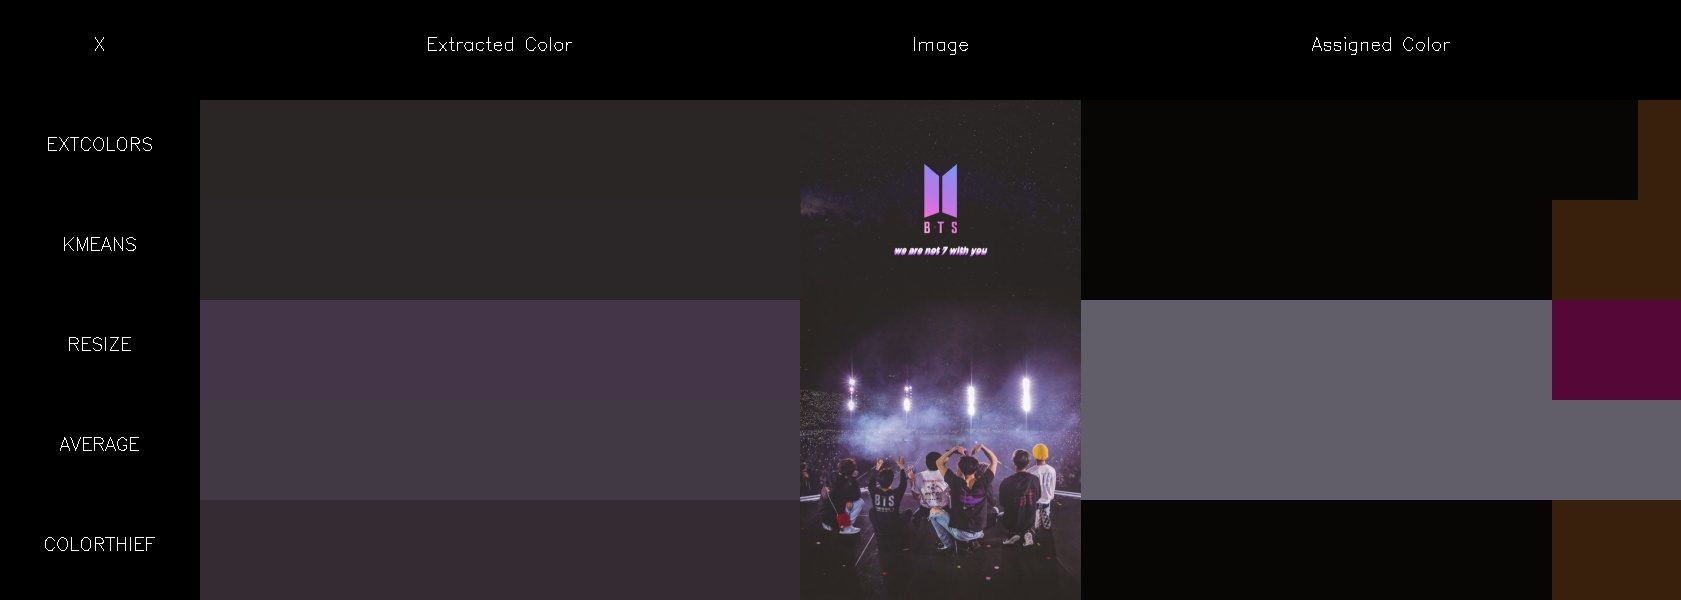 X Extracted Color Image Assigned Color
EXTCOLORS
KMEANS
RESIZE
AVERAGE
COLORTHIEF
BTS
we are not 7 with you
BTS